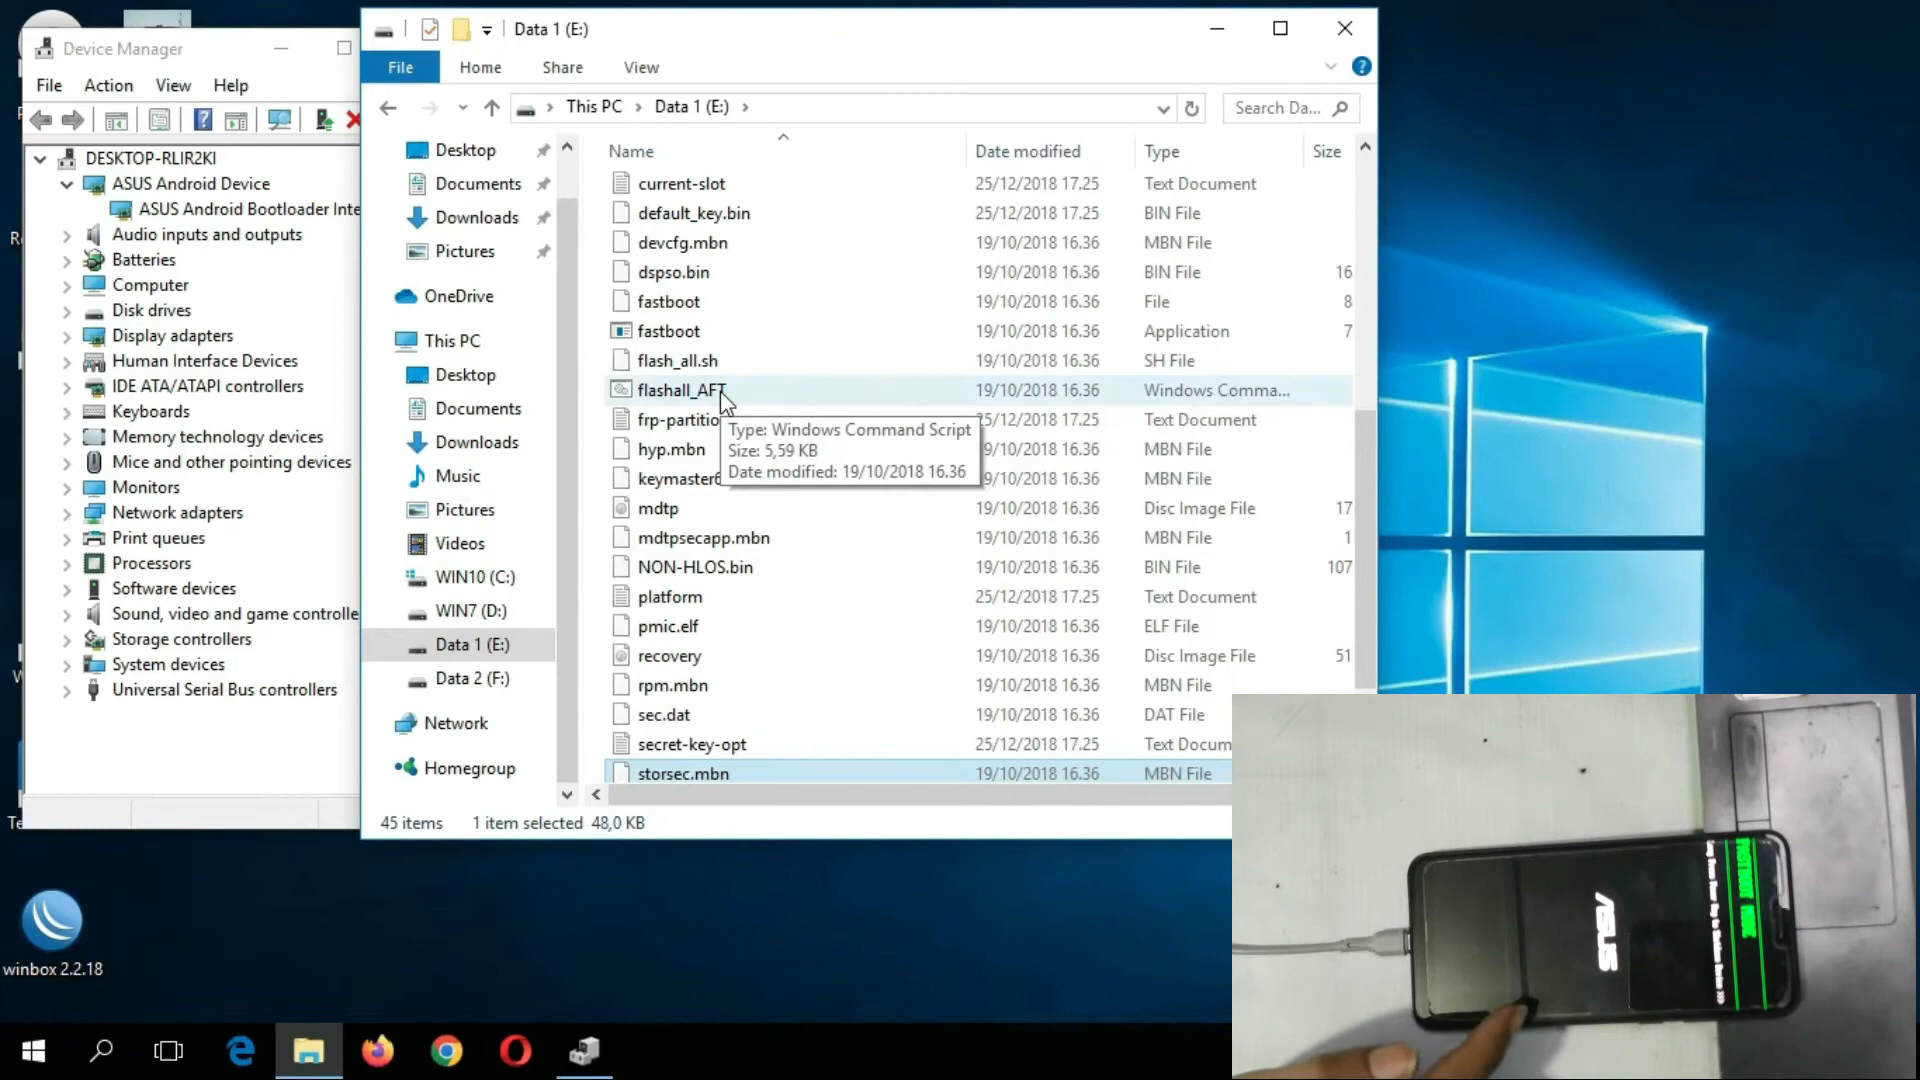 Device Manager
File Action View Help
DESKTOP-RLIR2KI
ASUS Android Device
ASUS Android Bootloader Inte
Audio inputs and outputs
Batteries
Computer
Disk drives
Display adapters
Human Interface Devices
IDE ATA/ATAPI controllers
Keyboards
Memory technology devices
Mice and other pointing devices
Monitors
Network adapters
Print queues
Processors
Software devices
Sound, video and game controlle
Storage controllers
System devices
Universal Serial Bus controllers
Data 1 (E:)
File Home Share View
This PC Data 1 (E:)
Search Da...
Desktop
Documents
Downloads
Pictures
OneDrive
This PC
Desktop
Documents
Downloads
Music
Pictures
Videos
WIN10 (C:)
WIN7 (D:)
Data 1 (E:)
Data 2 (F:)
Network
Homegroup
Name Date modified Type Size
current-slot 25/12/2018 17.25 Text Document
default_key.bin 25/12/2018 17.25 BIN File
devcfg.mbn 19/10/2018 16.36 MBN File
dspso.bin 19/10/2018 16.36 BIN File 16
fastboot 19/10/2018 16.36 File 8
fastboot 19/10/2018 16.36 Application 7
flash_all.sh 19/10/2018 16.36 SH File
flashall_AFT 19/10/2018 16.36 Windows Comma...
frp-partitio 25/12/2018 17.25 Text Document
hyp.mbn 19/10/2018 16.36 MBN File
19/10/2018 16.36 MBN File
mdtp 19/10/2018 16.36 Disc Image File 17
mdtpsecapp.mbn 19/10/2018 16.36 MBN File 1
NON-HLOS.bin 19/10/2018 16.36 BIN File 107
platform 25/12/2018 17.25 Text Document
pmic.elf 19/10/2018 16.36 ELF File
recovery 19/10/2018 16.36 Disc Image File 51
rpm.mbn 19/10/2018 16.36 MBN File
sec.dat 19/10/2018 16.36 DAT File
secret-key-opt 25/12/2018 17.25 Text Docum
storsec.mbn 19/10/2018 16.36 MBN File
Type: Windows Command Script
Size: 5,59 KB
Date modified: 19/10/2018 16.36
45 items 1 item selected 48,0 KB
winbox 2.2.18
FASTBOOT MODE
ASUS